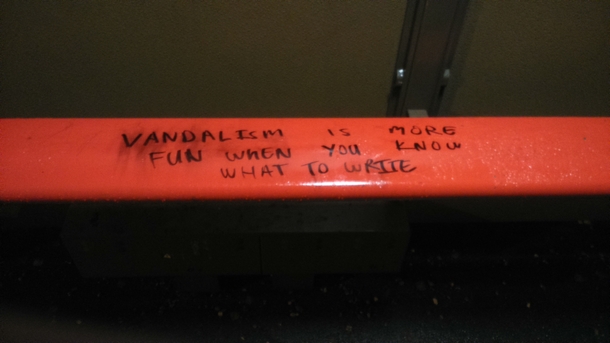 VANDALISM IS MORE
FUN WHEN YOU KNOW
WHAT TO WRITE